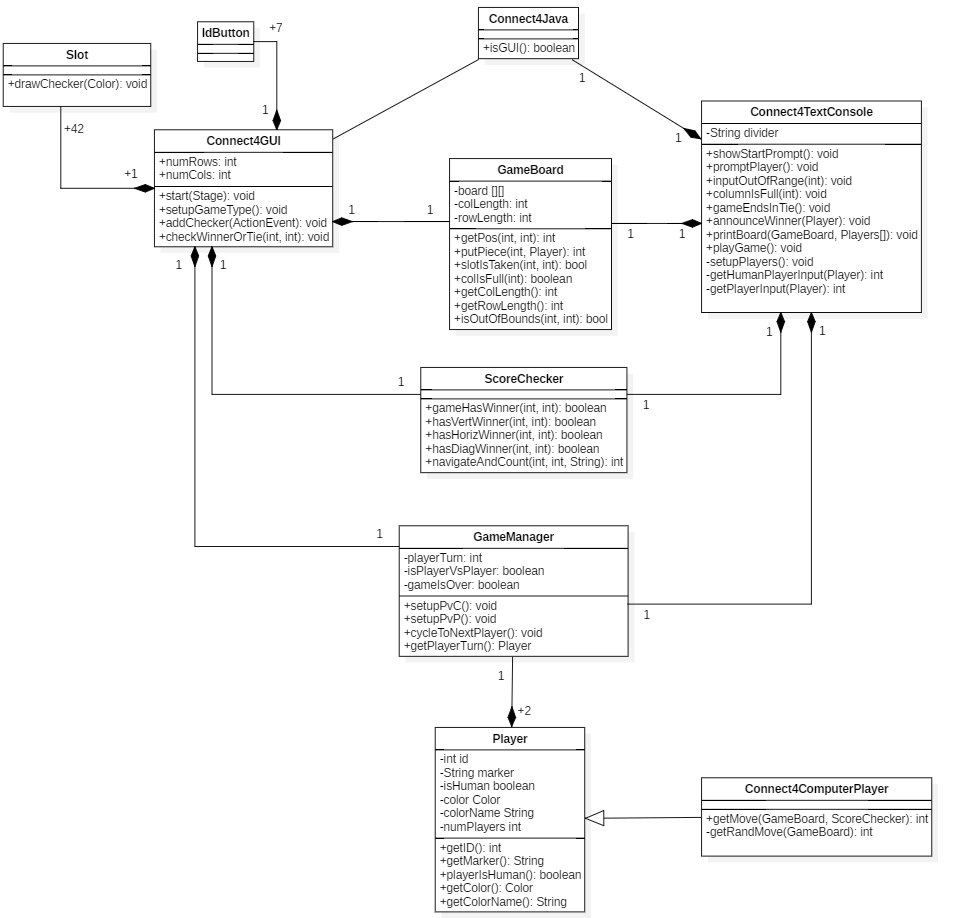 Connect4Java
+isGUI(): boolean
IdButton
+7
1
Slot
+drawChecker(Color): void
+42
+1
1
1
Connect4GUI
+numRows: int
+numCols: int
+start(Stage): void
+setupGameType(): void
+addChecker(ActionEvent): void
+checkWinnerOrTie(int, int): void
1
1
1
1
GameBoard
-board [][]
-colLength: int
-rowLength: int
+getPos(int, int): int
+putPiece(int, Player): int
+slotIsTaken(int, int): bool
+colIsFull(int): boolean
+getColLength(): int
+getRowLength(): int
+isOutOfBounds(int, int): bool
1
1
Connect4TextConsole
-String divider
+showStartPrompt(): void
+promptPlayer(): void
+inputOutOfRange(int): void
+columnIsFull(int): void
+gameEndsInTie(): void
+announceWinner(Player): void
+printBoard(GameBoard, Players[]): void
+playGame(): void
-setupPlayers(): void
-getHumanPlayerInput(Player): int
-getPlayerInput(Player): int
1
1
1
ScoreChecker
+gameHasWinner(int, int): boolean
+hasVertWinner(int, int): boolean
+hasHorizWinner(int, int): boolean
+hasDiagWinner(int, int): boolean
+navigateAndCount(int, int, String): int
1
1
GameManager
-playerTurn: int
-isPlayerVsPlayer: boolean
-gameIsOver: boolean
+setupPvC(): void
+setupPvP(): void
+cycleToNextPlayer(): void
+getPlayerTurn(): Player
1
1
+2
Player
-int id
-String marker
-isHuman boolean
-color Color
-colorName String
-numPlayers int
+getID(): int
+getMarker(): String
+playerIsHuman(): boolean
+getColor(): Color
+getColorName(): String
Connect4ComputerPlayer
+getMove(GameBoard, ScoreChecker): int
-getRandMove(GameBoard): int